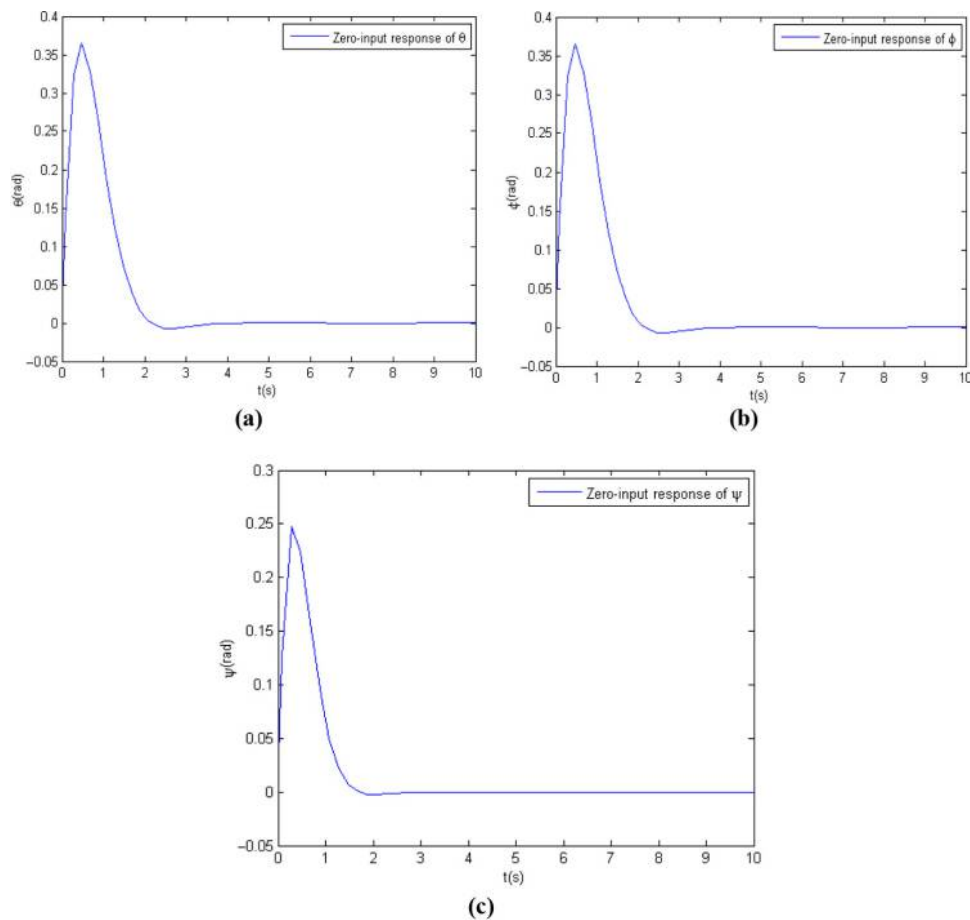 0.4
0.35
0.3
0.25
0.2
0.15
0.1
0.05
0
−0.05
θ(rad)
Zero-input response of θ
0 1 2 3 4 5 6 7 8 9 10
t(s)
(a)
0.4
0.35
0.3
0.25
0.2
0.15
0.1
0.05
0
−0.05
ϕ(rad)
Zero-input response of ϕ
0 1 2 3 4 5 6 7 8 9 10
t(s)
(b)
0.3
0.25
0.2
0.15
0.1
0.05
0
−0.05
ψ(rad)
Zero-input response of ψ
0 1 2 3 4 5 6 7 8 9 10
t(s)
(c)